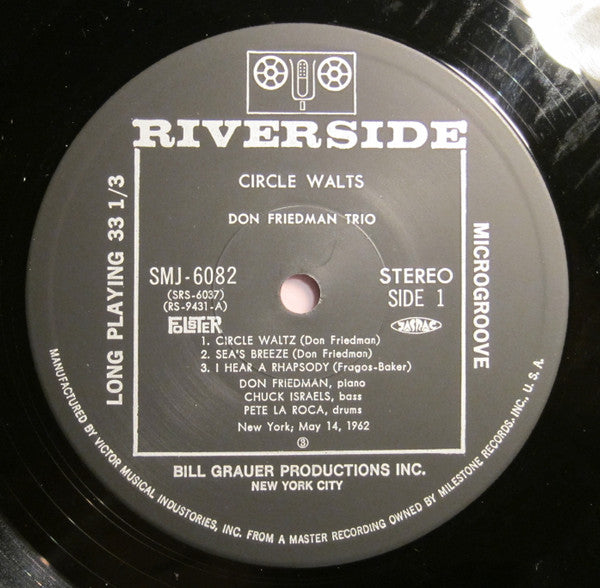 RIVERSIDE
CIRCLE WALTS
DON FRIEDMAN TRIO
LONG PLAYING 33 1/3
MICROGROOVE
SMJ-6082
(SRS-6037)
(RS-9431-A)
STEREO
SIDE 1
JASRAC
1. CIRCLE WALTZ (Don Friedman)
2. SEA'S BREEZE (Don Friedman)
3. I HEAR A RHAPSODY (Fragos-Baker)
DON FRIEDMAN, piano
CHUCK ISRAELS, bass
PETE LA ROCA, drums
New York; May 14, 1962
③
BILL GRAUER PRODUCTIONS INC.
NEW YORK CITY
MANUFACTURED BY VICTOR MUSICAL INDUSTRIES, INC. FROM A MASTER RECORDING OWNED BY MILESTONE RECORDS, INC., U. S. A.